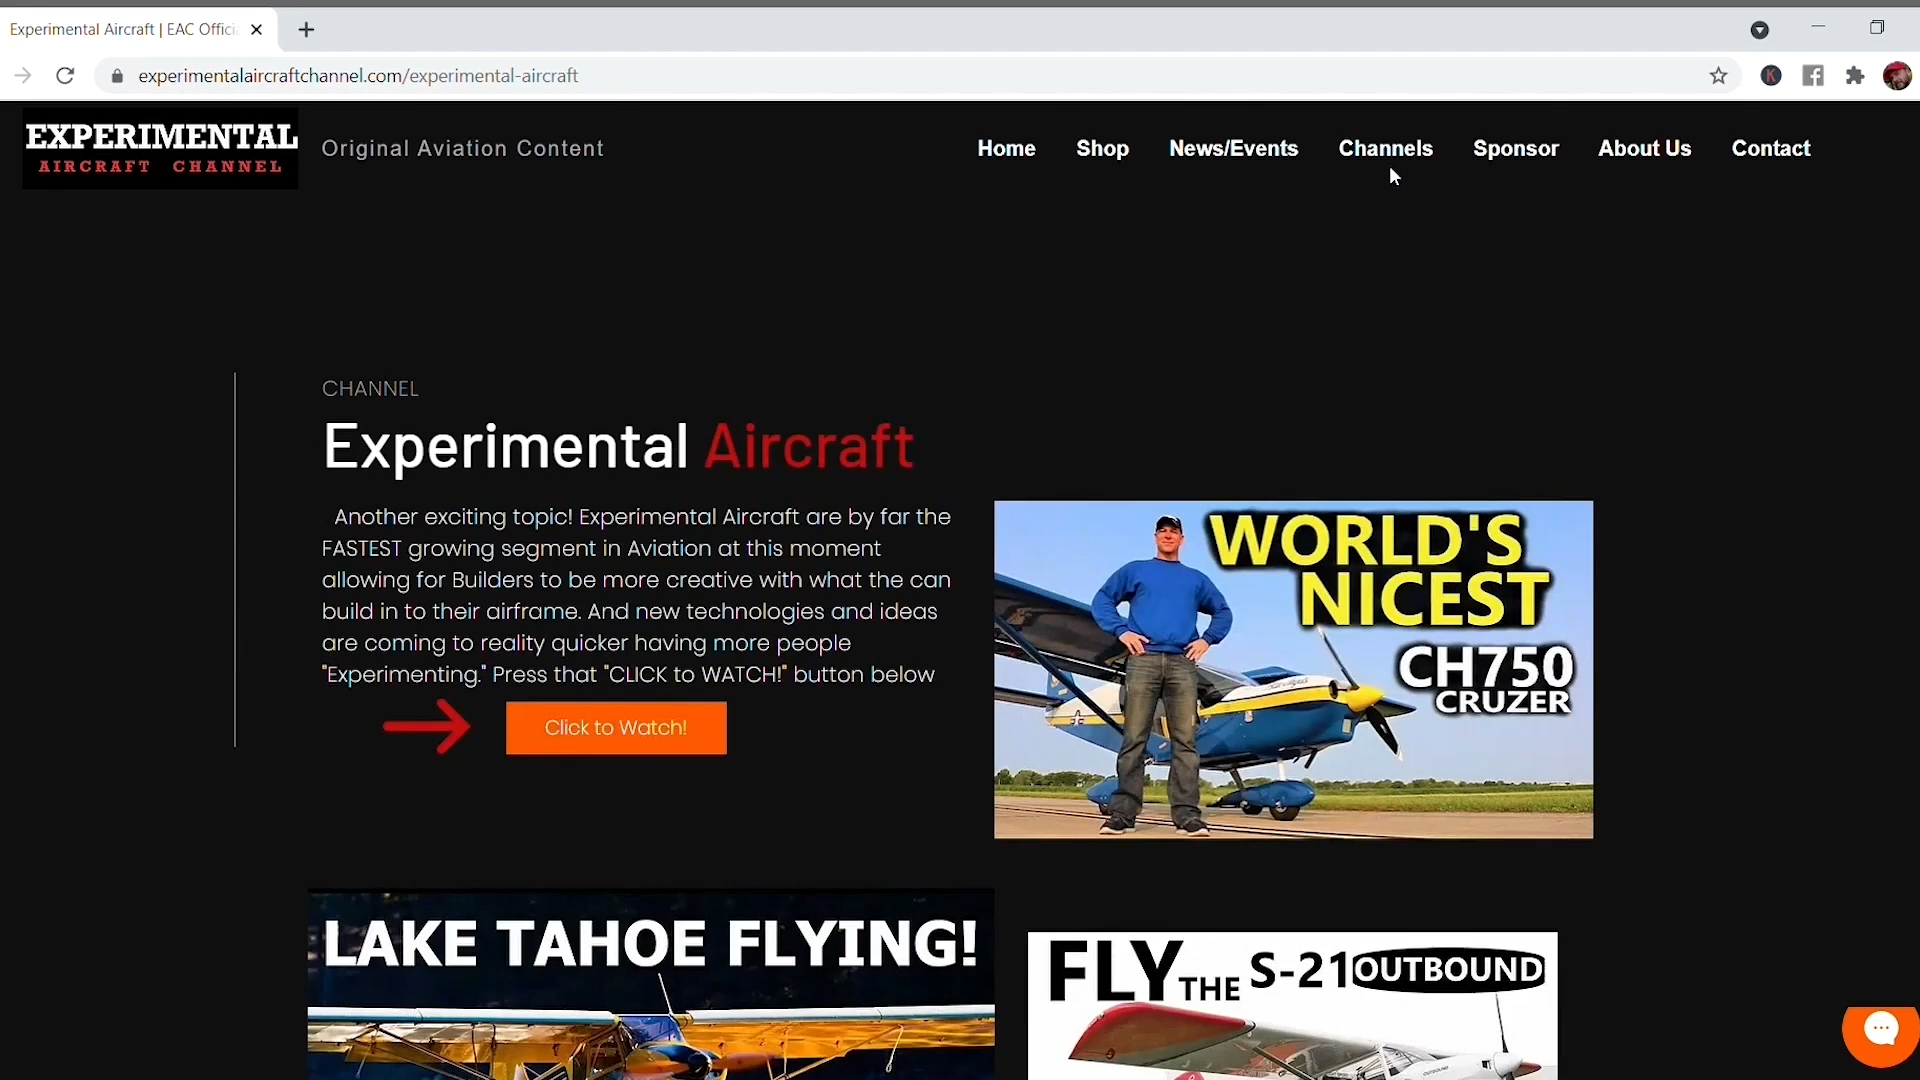 Experimental Aircraft | EAC Offici
experimentalaircraftchannel.com/experimental-aircraft
K
EXPERIMENTAL
AIRCRAFT CHANNEL
Original Aviation Content
Home Shop News/Events Channels Sponsor About Us Contact
CHANNEL
Experimental Aircraft
Another exciting topic! Experimental Aircraft are by far the
FASTEST growing segment in Aviation at this moment
allowing for Builders to be more creative with what the can
build in to their airframe. And new technologies and ideas
are coming to reality quicker having more people
"Experimenting." Press that "CLICK to WATCH!" button below
Click to Watch!
WORLD'S
NICEST
CH750
CRUZER
LAKE TAHOE FLYING!
FLY THE S-21 OUTBOUND
OUTBOUND